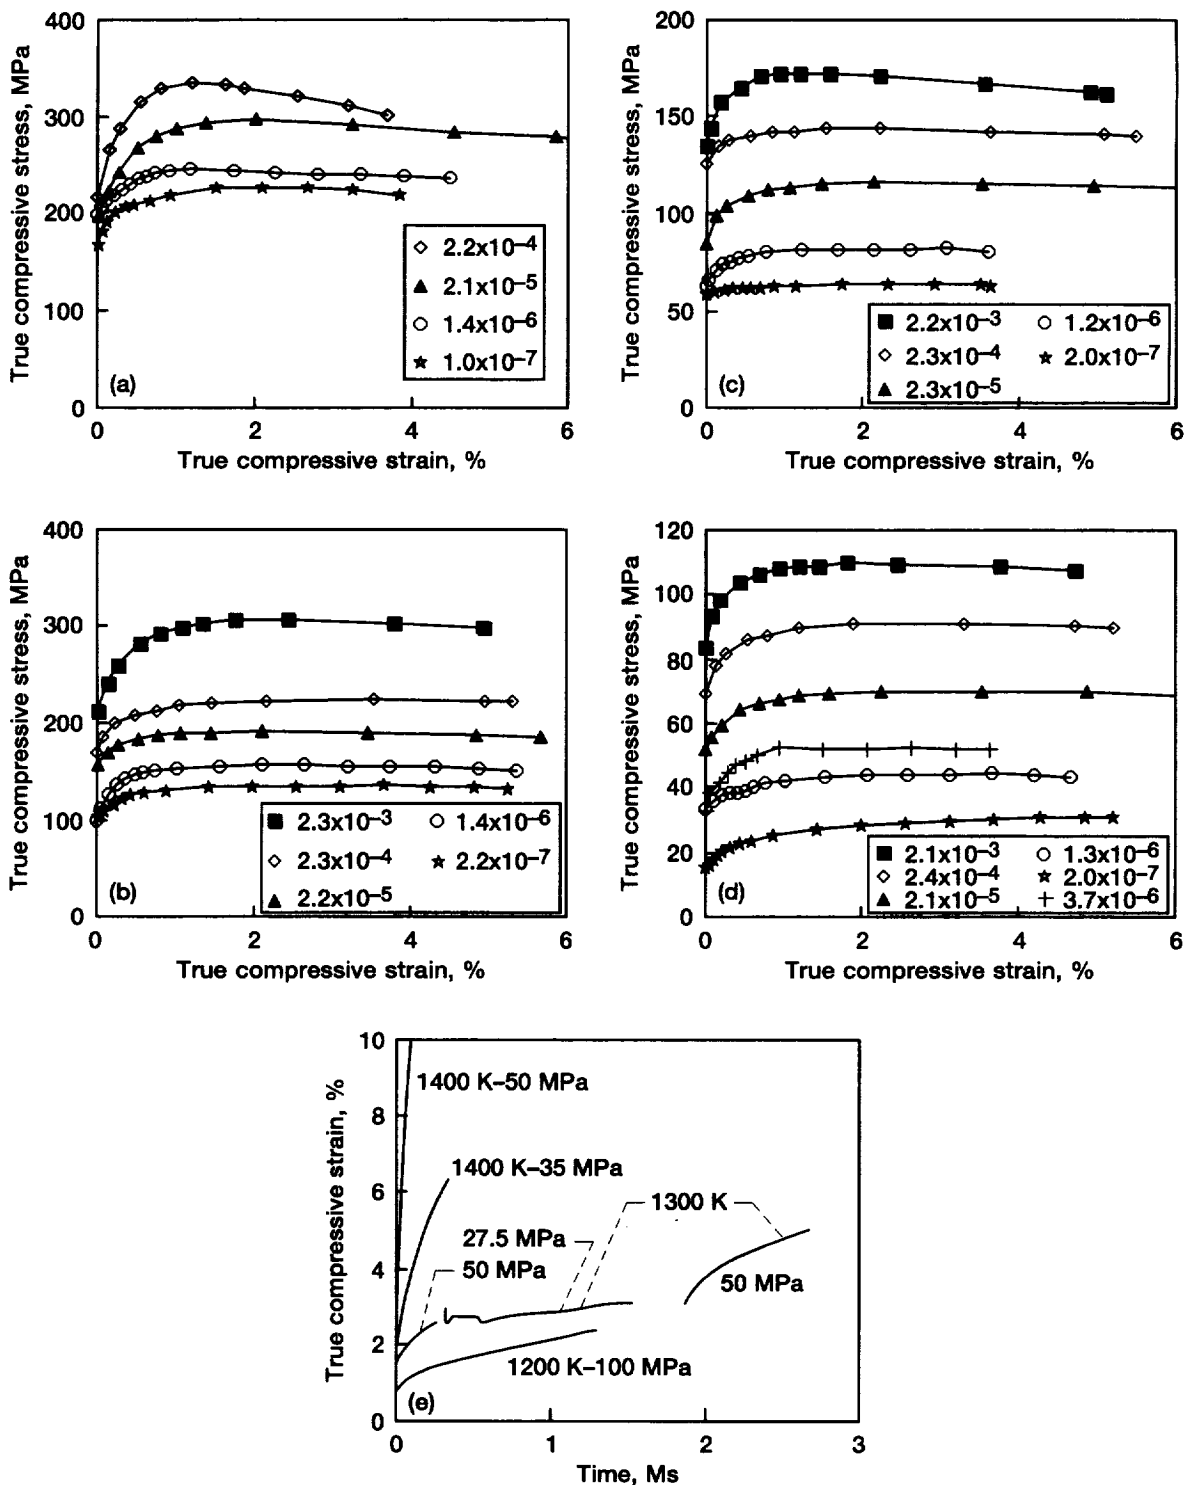 400
300
200
100
0
True compressive stress, MPa
2.2x10–4
2.1x10–5
1.4x10–6
1.0x10–7
(a)
0 2 4 6
True compressive strain, %
200
150
100
50
0
True compressive stress, MPa
2.2x10–3 1.2x10–6
2.3x10–4 2.0x10–7
2.3x10–5
(c)
0 2 4 6
True compressive strain, %
400
300
200
100
0
True compressive stress, MPa
2.3x10–3 1.4x10–6
2.3x10–4 2.2x10–7
2.2x10–5
(b)
0 2 4 6
True compressive strain, %
120
100
80
60
40
20
0
True compressive stress, MPa
2.1x10–3 1.3x10–6
2.4x10–4 2.0x10–7
2.1x10–5 3.7x10–6
(d)
0 2 4 6
True compressive strain, %
10
8
6
4
2
0
True compressive strain, %
1400 K–50 MPa
1400 K–35 MPa
1300 K
27.5 MPa
50 MPa
50 MPa
1200 K–100 MPa
(e)
0 1 2 3
Time, Ms